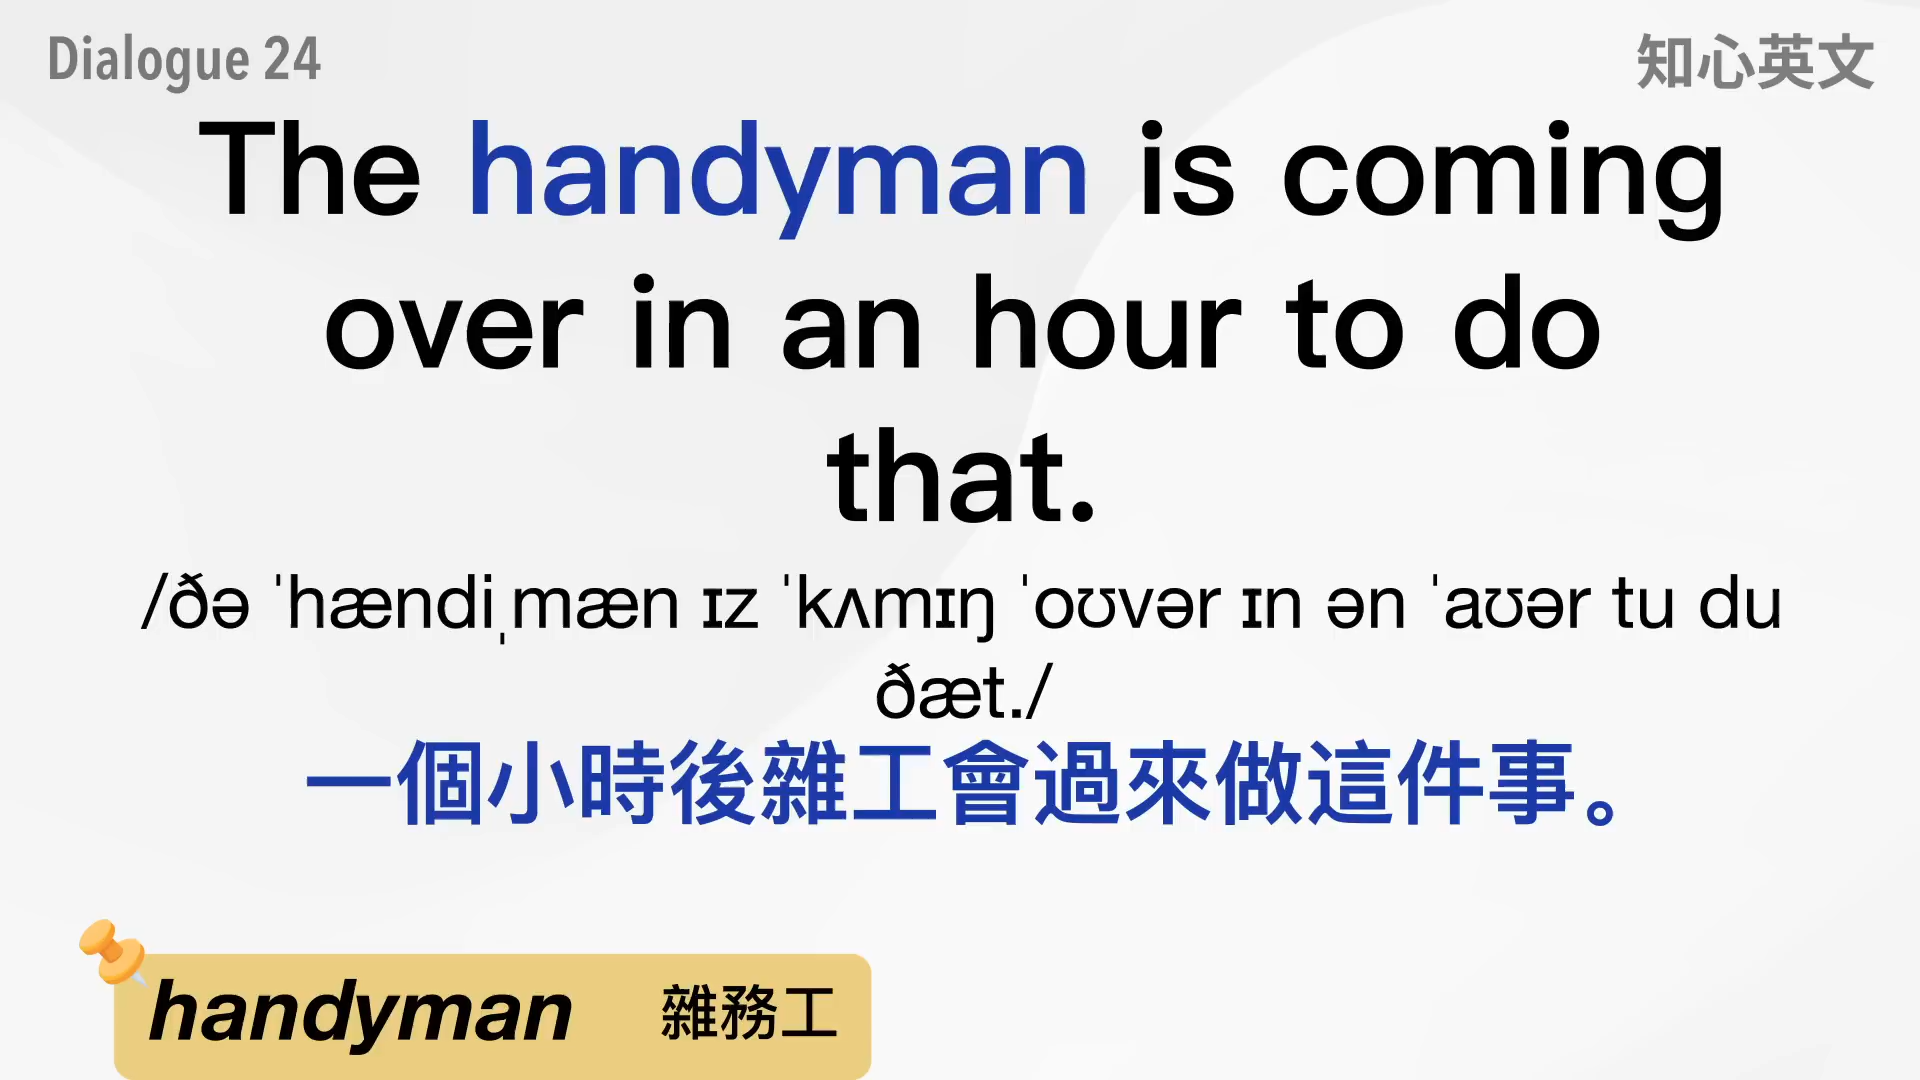 Dialogue 24
知心英文
The handyman is coming
over in an hour to do
that.
/ðə ˈhændiˌmæn ɪz ˈkʌmɪŋ ˈoʊvər ɪn ən ˈaʊər tu du
ðæt./
一個小時後雜工會過來做這件事。
handyman 雜務工